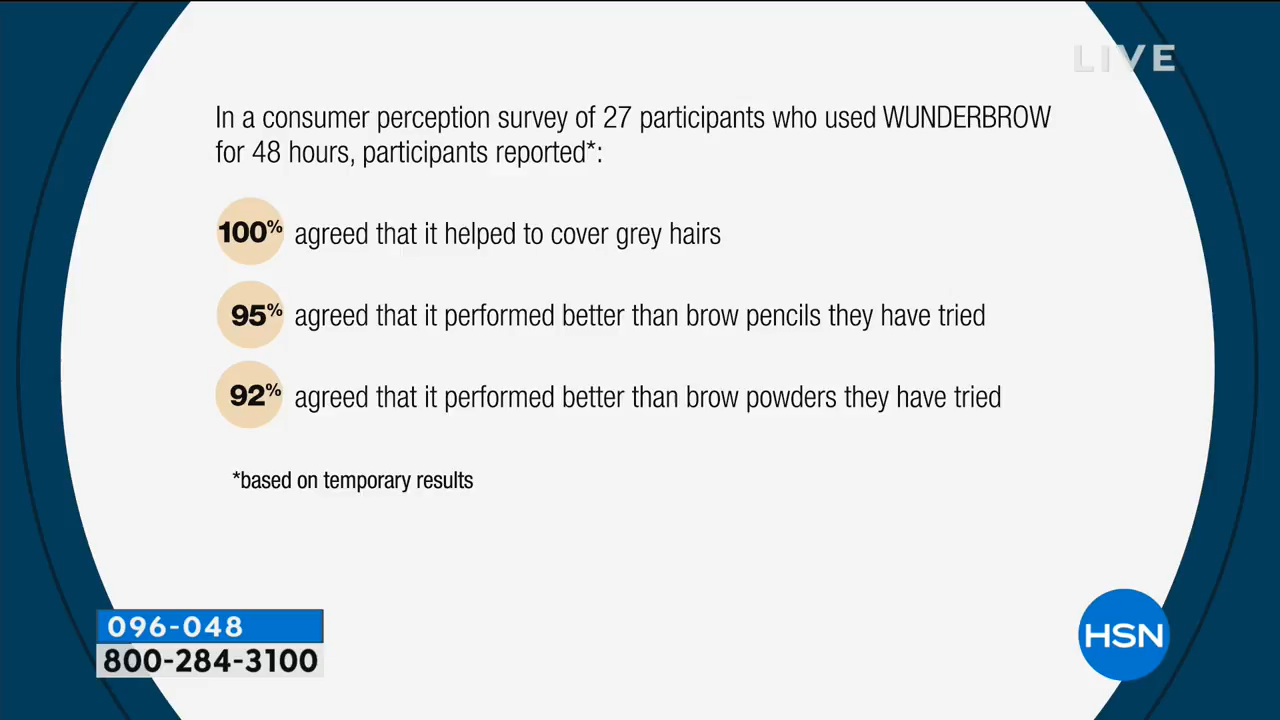 LIVE
In a consumer perception survey of 27 participants who used WUNDERBROW
for 48 hours, participants reported*:
100% agreed that it helped to cover grey hairs
95% agreed that it performed better than brow pencils they have tried
92% agreed that it performed better than brow powders they have tried
*based on temporary results
096-048
800-284-3100
HSN